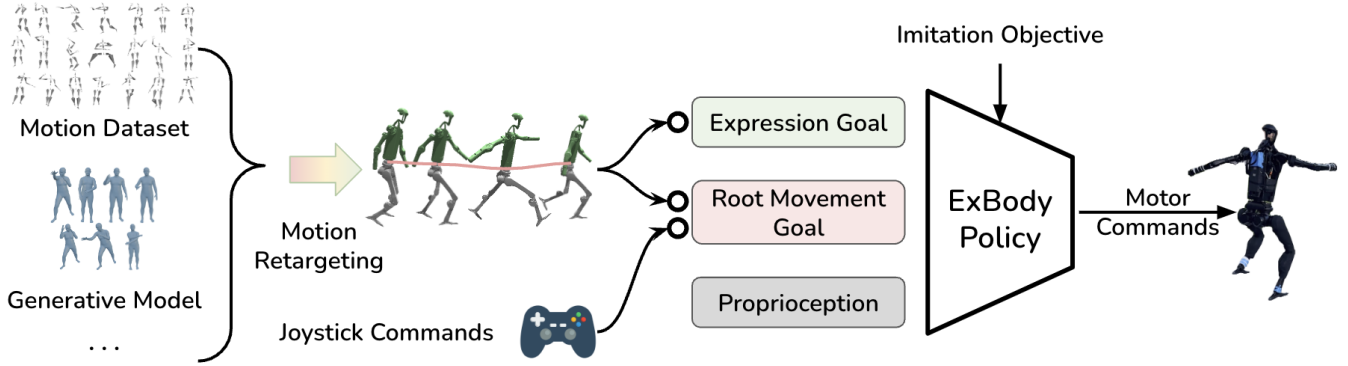 Motion Dataset
Generative Model
. . .
Motion
Retargeting
Joystick Commands
Expression Goal
Root Movement
Goal
Proprioception
Imitation Objective
ExBody
Policy
Motor
Commands